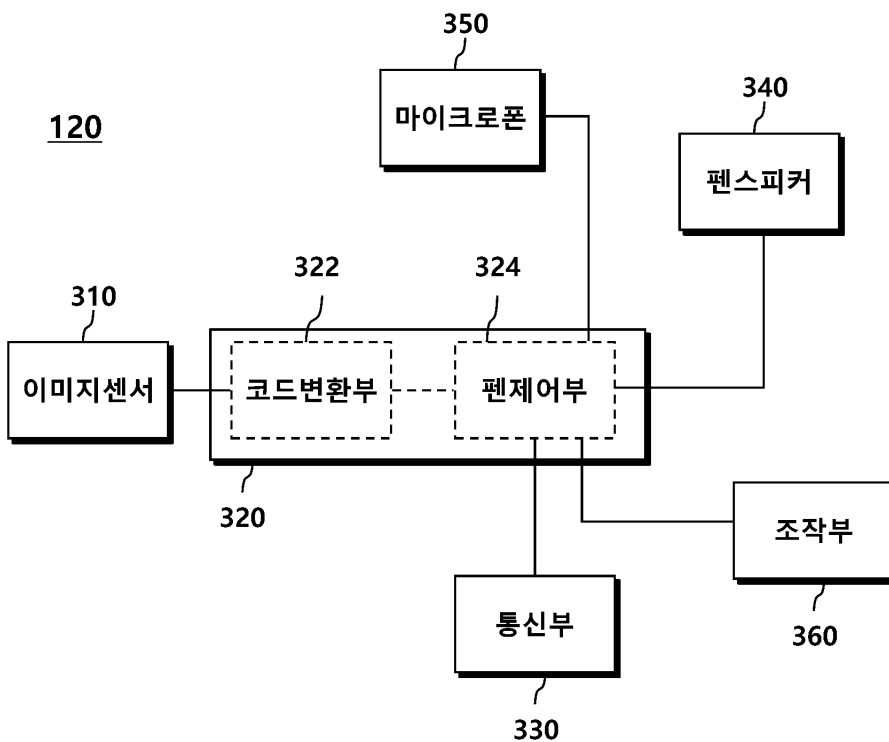 350
마이크로폰
340
펜스피커
120
322
324
310
이미지센서
코드변환부
펜제어부
320
조작부
360
통신부
330